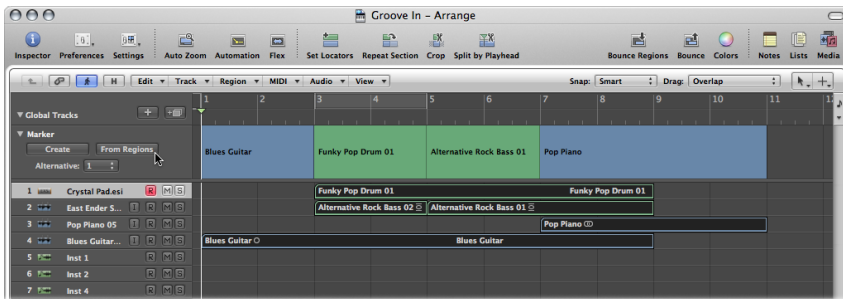 Groove In – Arrange
Inspector Preferences Settings Auto Zoom Automation Flex Set Locators Repeat Section Crop Split by Playhead Bounce Regions Bounce Colors Notes Lists Media
H Edit Track Region MIDI Audio View Snap: Smart Drag: Overlap
1 2 3 4 5 6 7 8 9 10 11
Global Tracks
Marker
Create From Regions
Alternative: 1
Blues Guitar Funky Pop Drum 01 Alternative Rock Bass 01 Pop Piano
1 Crystal Pad.esi R M S Funky Pop Drum 01 Funky Pop Drum 01
2 East Ender S... I R M S Alternative Rock Bass 02 Alternative Rock Bass 01
3 Pop Piano 05 I R M S Pop Piano
4 Blues Guitar... I R M S Blues Guitar Blues Guitar
5 Inst 1 R M S
6 Inst 2 R M S
7 Inst 4 R M S